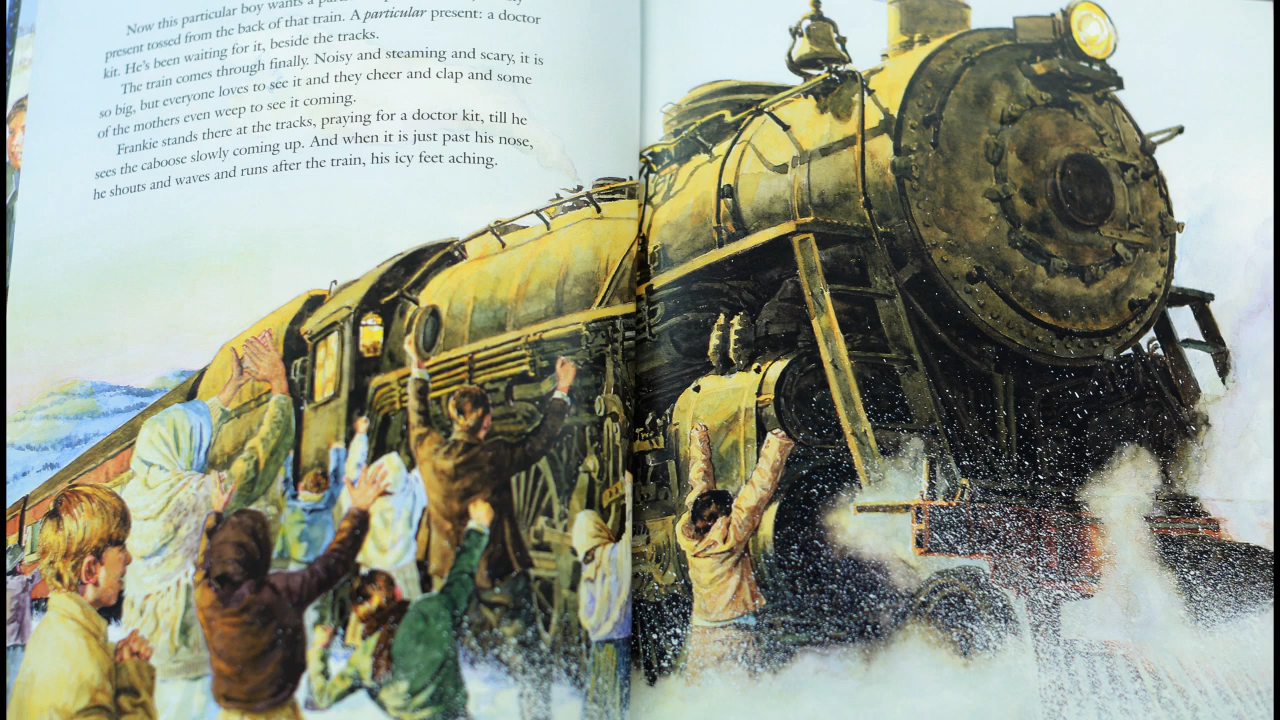 Now this particular boy wants a
present tossed from the back of that train. A particular present: a doctor
kit. He's been waiting for it, beside the tracks.
The train comes through finally. Noisy and steaming and scary, it is
so big, but everyone loves to see it and they cheer and clap and some
of the mothers even weep to see it coming.
Frankie stands there at the tracks, praying for a doctor kit, till he
sees the caboose slowly coming up. And when it is just past his nose,
he shouts and waves and runs after the train, his icy feet aching.